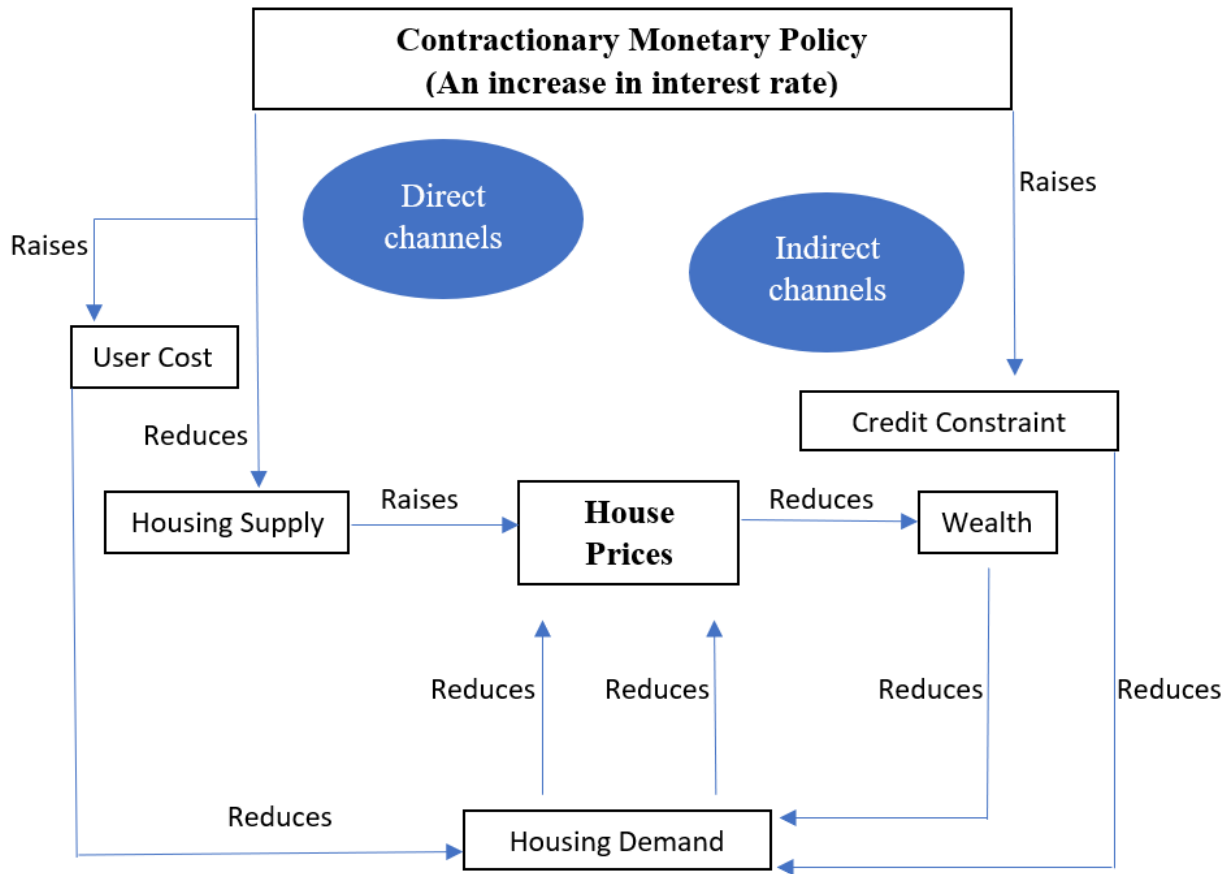 Contractionary Monetary Policy
(An increase in interest rate)
Direct
channels
Raises
Indirect
channels
Raises
User Cost
Reduces
Credit Constraint
Housing Supply
Raises
House
Prices
Reduces
Wealth
Reduces
Reduces
Reduces
Reduces
Reduces
Housing Demand